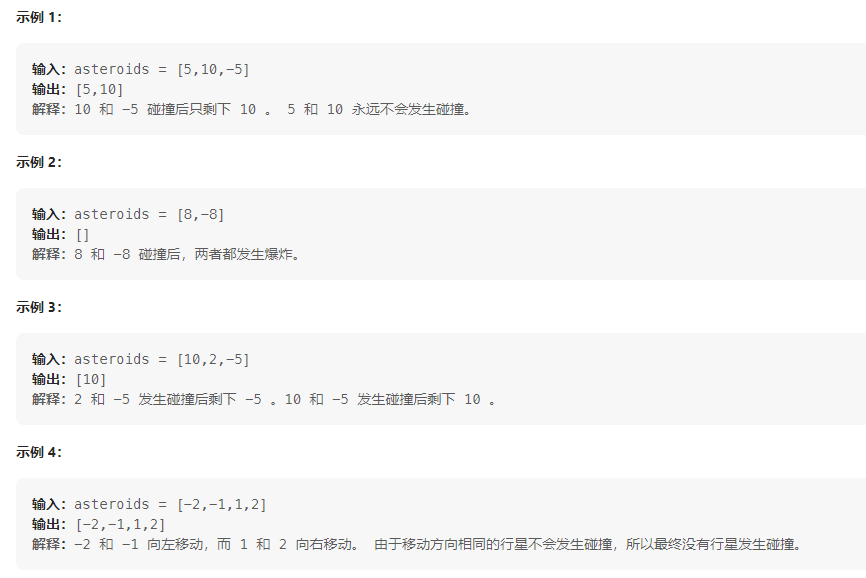 示例 1：
输入：asteroids = [5,10,-5]
输出：[5,10]
解释：10 和 -5 碰撞后只剩下 10 。 5 和 10 永远不会发生碰撞。
示例 2：
输入：asteroids = [8,-8]
输出：[]
解释：8 和 -8 碰撞后，两者都发生爆炸。
示例 3：
输入：asteroids = [10,2,-5]
输出：[10]
解释：2 和 -5 发生碰撞后剩下 -5 。10 和 -5 发生碰撞后剩下 10 。
示例 4：
输入：asteroids = [-2,-1,1,2]
输出：[-2,-1,1,2]
解释：-2 和 -1 向左移动，而 1 和 2 向右移动。 由于移动方向相同的行星不会发生碰撞，所以最终没有行星发生碰撞。